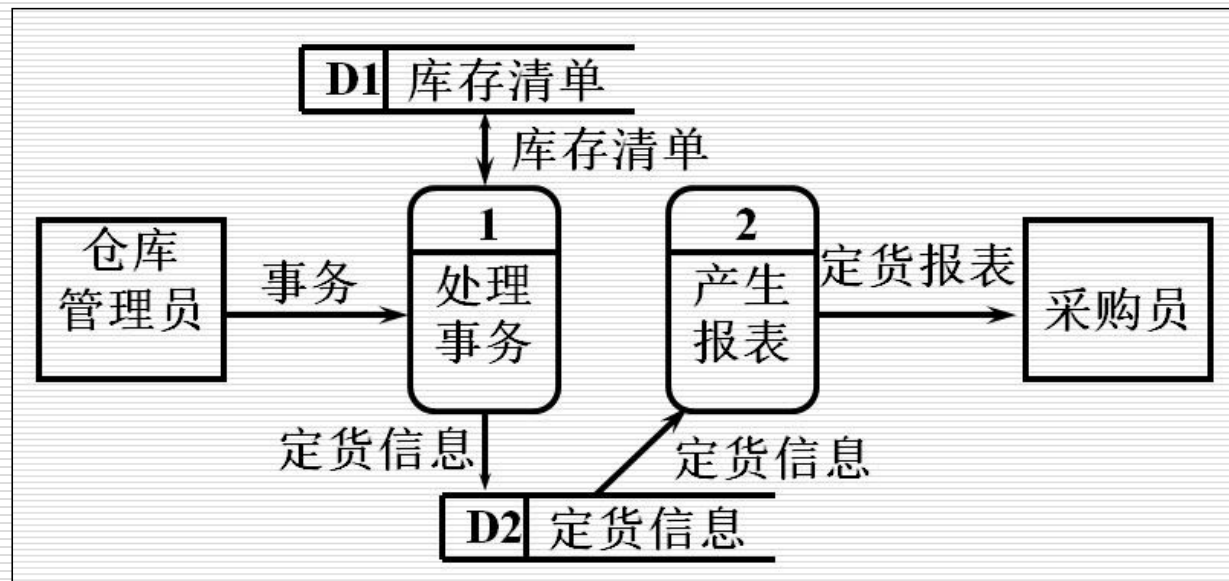 D1 库存清单
库存清单
仓库
管理员
事务
1
处理
事务
2
产生
报表
定货报表
采购员
定货信息
定货信息
D2 定货信息